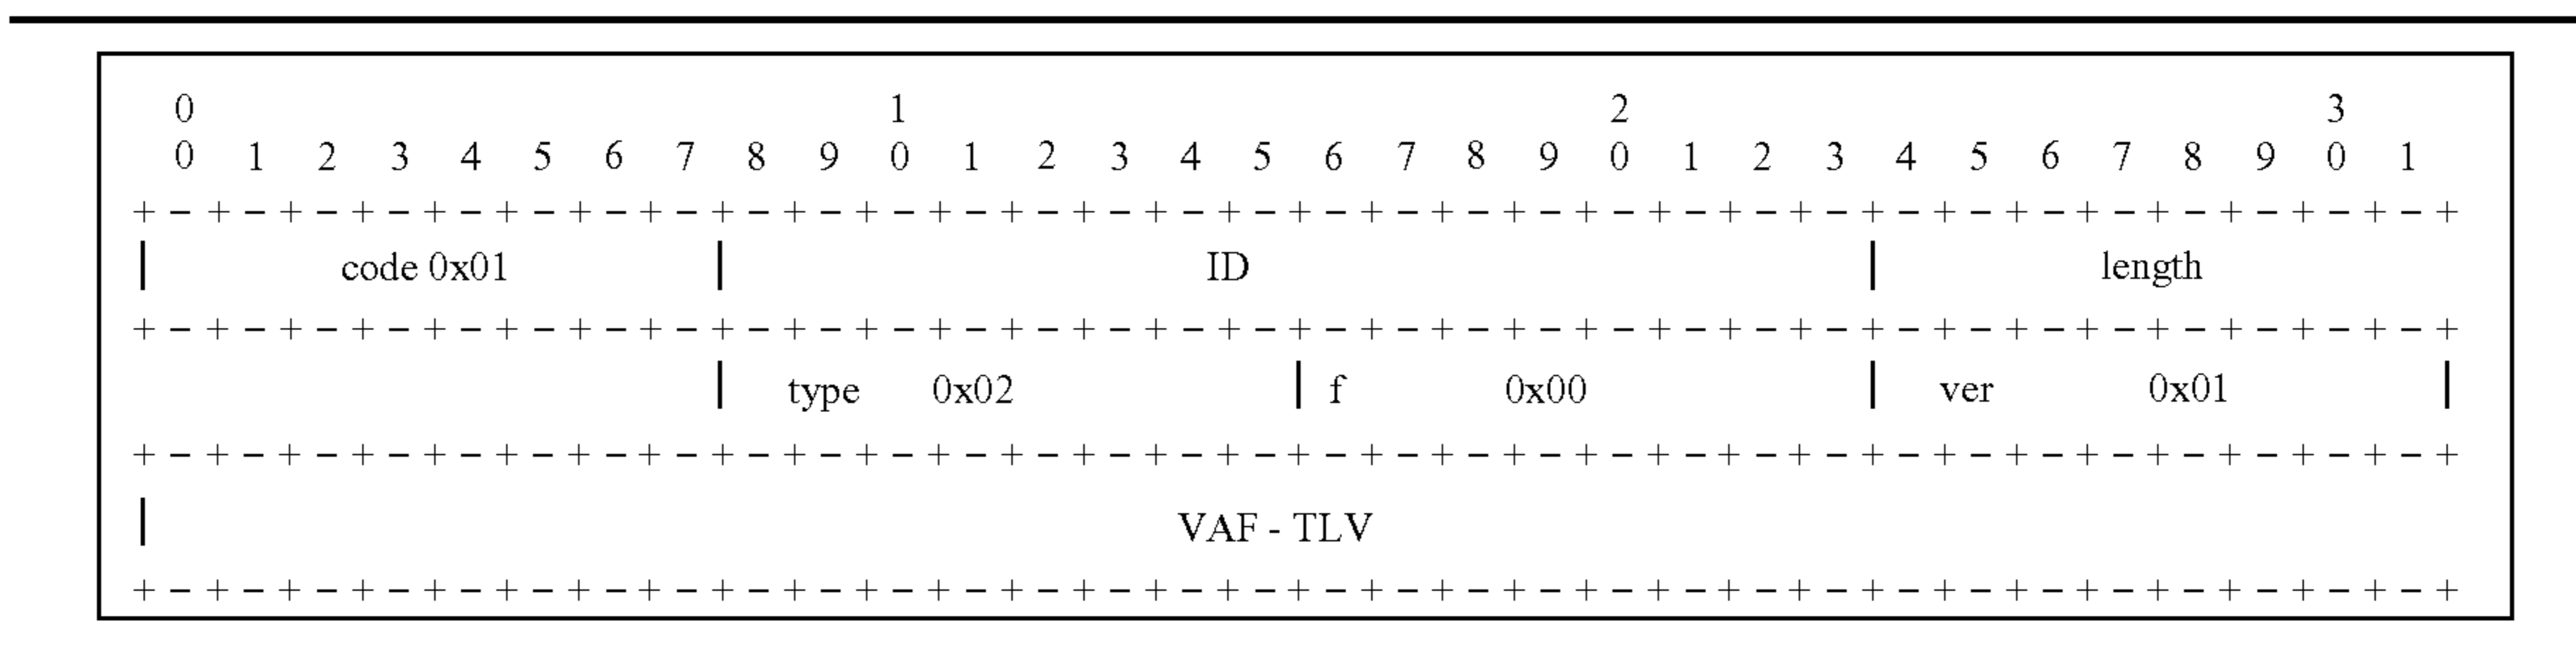 0 1 2 3
0 1 2 3 4 5 6 7 8 9 0 1 2 3 4 5 6 7 8 9 0 1 2 3 4 5 6 7 8 9 0 1
+ - + - + - + - + - + - + - + - + - + - + - + - + - + - + - + - + - + - + - + - + - + - + - + - + - + - + - + - + - + - + - + - +
| code 0x01 | ID | length
+ - + - + - + - + - + - + - + - + - + - + - + - + - + - + - + - + - + - + - + - + - + - + - + - + - + - + - + - + - + - + - + - +
| type 0x02 | f 0x00 | ver 0x01 |
+ - + - + - + - + - + - + - + - + - + - + - + - + - + - + - + - + - + - + - + - + - + - + - + - + - + - + - + - + - + - + - + - +
| VAF - TLV
+ - + - + - + - + - + - + - + - + - + - + - + - + - + - + - + - + - + - + - + - + - + - + - + - + - + - + - + - + - + - + - + - +